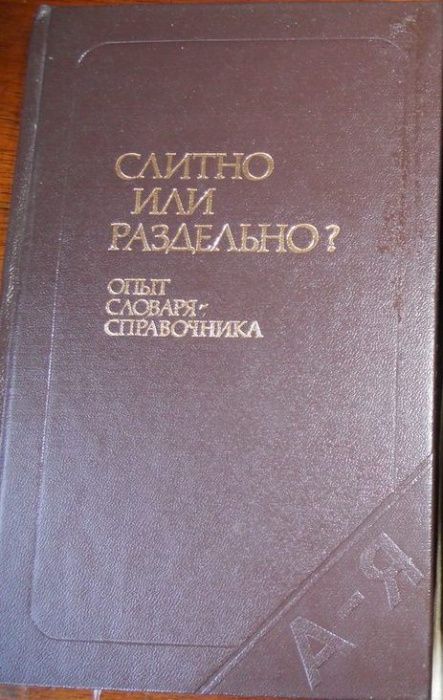 СЛИТНО
ИЛИ
РАЗДЕЛЬНО?
ОПЫТ
СЛОВАРЯ-
СПРАВОЧНИКА
А-Я